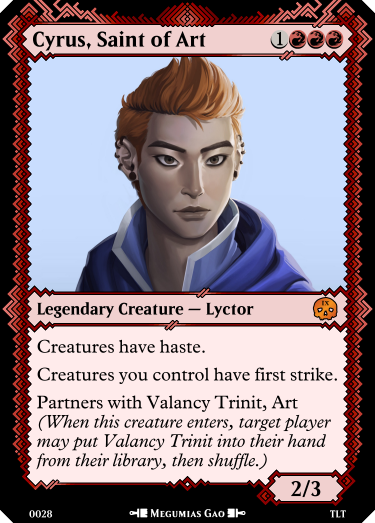 Cyrus, Saint of Art 1
Legendary Creature — Lyctor
Creatures have haste.
Creatures you control have first strike.
Partners with Valancy Trinit, Art
(When this creature enters, target player
may put Valancy Trinit into their hand
from their library, then shuffle.)
2/3
0028 Megumias Gao TLT